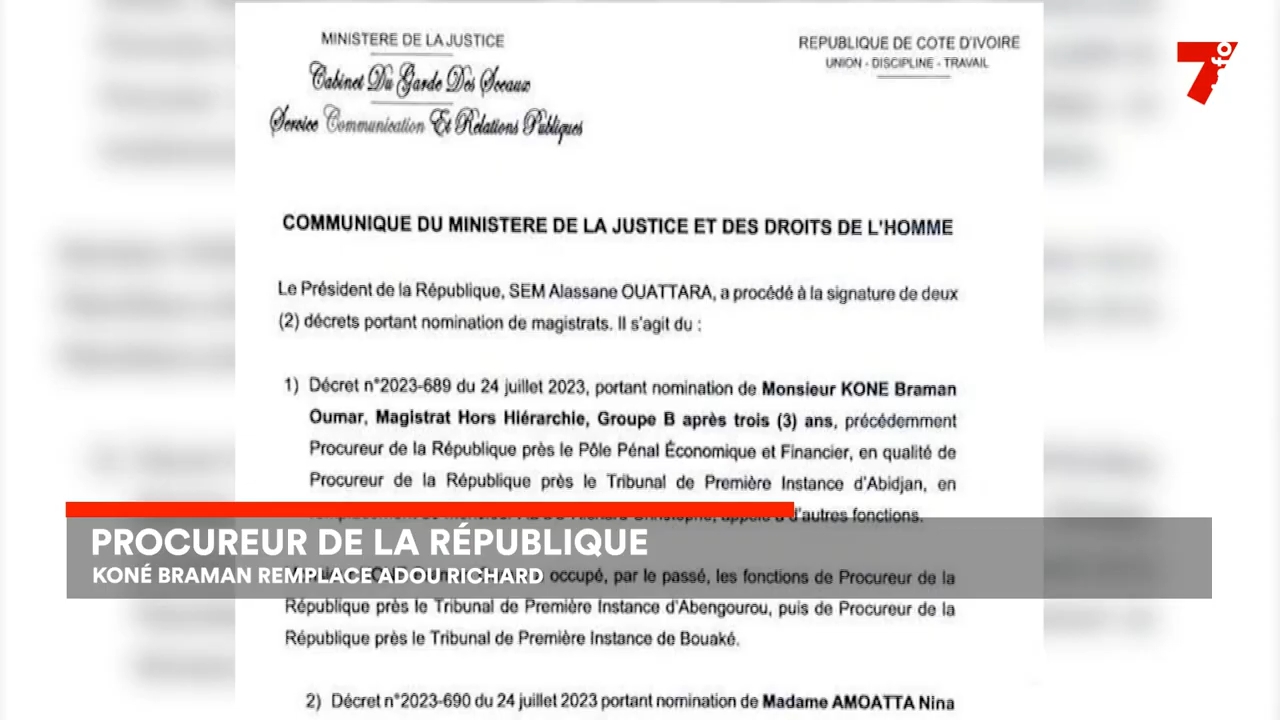 MINISTERE DE LA JUSTICE
REPUBLIQUE DE COTE D'IVOIRE
UNION - DISCIPLINE - TRAVAIL
Cabinet Du Garde Des Sceaux
Service Communication Et Relations Publiques
7
fo
COMMUNIQUE DU MINISTERE DE LA JUSTICE ET DES DROITS DE L'HOMME
Le Président de la République, SEM Alassane OUATTARA, a procédé à la signature de deux
(2) décrets portant nomination de magistrats. Il s'agit du :
1) Décret n°2023-689 du 24 juillet 2023, portant nomination de Monsieur KONE Braman
Oumar, Magistrat Hors Hiérarchie, Groupe B après trois (3) ans, précédemment
Procureur de la République près le Pôle Pénal Économique et Financier, en qualité de
Procureur de la République près le Tribunal de Première Instance d'Abidjan, en
d'autres fonctions.
PROCUREUR DE LA RÉPUBLIQUE
KONÉ BRAMAN REMPLACE ADOU RICHARD
occupé, par le passé, les fonctions de Procureur de la
République près le Tribunal de Première Instance d'Abengourou, puis de Procureur de la
République près le Tribunal de Première Instance de Bouaké.
2) Décret n°2023-690 du 24 juillet 2023 portant nomination de Madame AMOATTA Nina